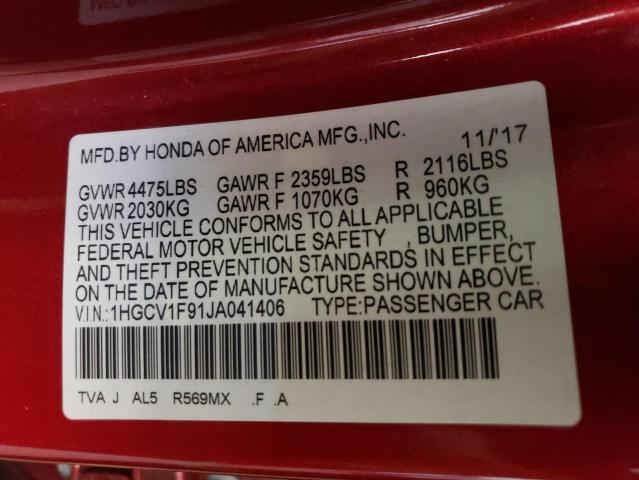 MFD.BY HONDA OF AMERICA MFG.,INC. 11/'17
GVWR 4475LBS GAWR F 2359LBS R 2116LBS
GVWR 2030KG GAWR F 1070KG R 960KG
THIS VEHICLE CONFORMS TO ALL APPLICABLE
FEDERAL MOTOR VEHICLE SAFETY , BUMPER,
AND THEFT PREVENTION STANDARDS IN EFFECT
ON THE DATE OF MANUFACTURE SHOWN ABOVE.
V.I.N.:1HGCV1F91JA041406 TYPE:PASSENGER CAR
TVA J AL5 R569MX .F .A